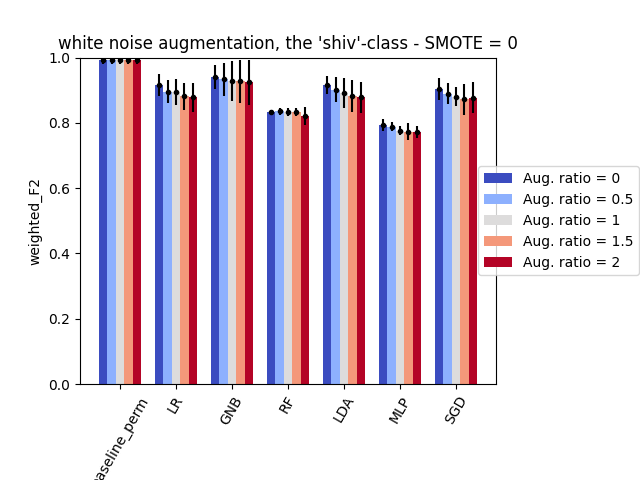 white noise augmentation, the 'shiv'-class - SMOTE = 0
weighted_F2
1.0
0.8
0.6
0.4
0.2
0.0
Aug. ratio = 0
Aug. ratio = 0.5
Aug. ratio = 1
Aug. ratio = 1.5
Aug. ratio = 2
aseline_perm
LR
GNB
RF
LDA
MLP
SGD